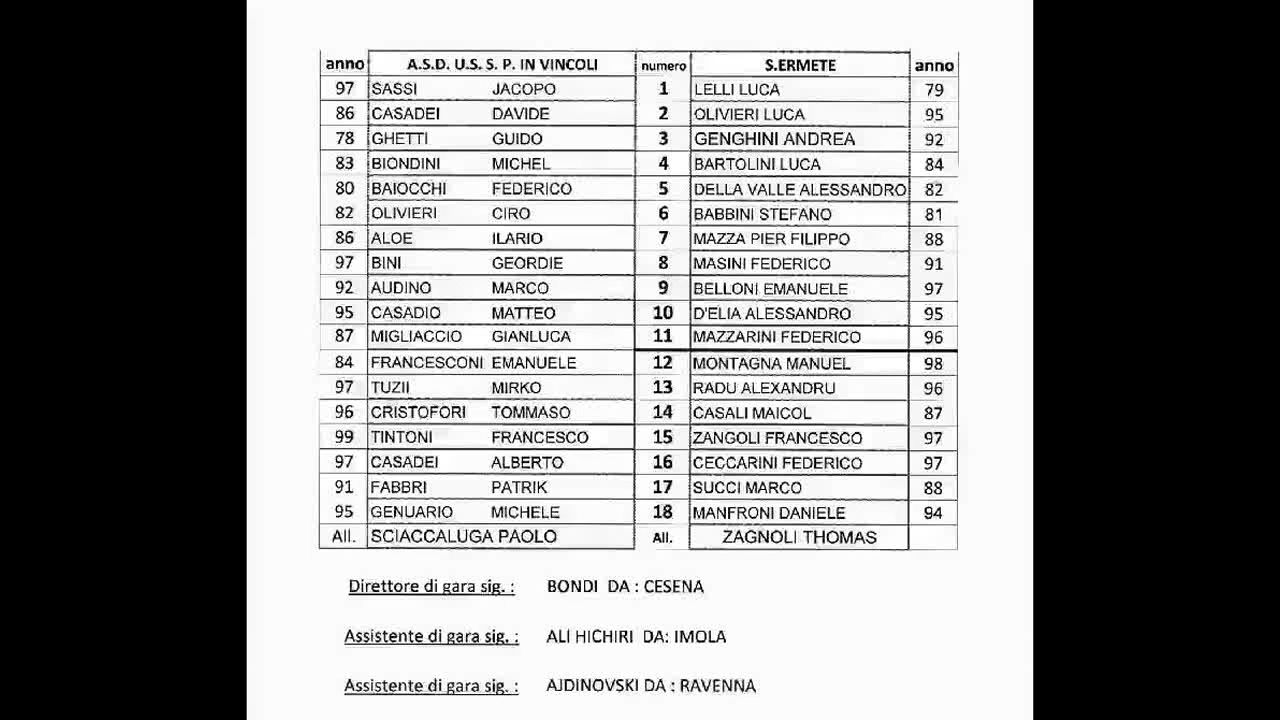 anno A.S.D. U.S. S. P. IN VINCOLI numero S.ERMETE anno
97 SASSI JACOPO 1 LELLI LUCA 79
86 CASADEI DAVIDE 2 OLIVIERI LUCA 95
78 GHETTI GUIDO 3 GENGHINI ANDREA 92
83 BIONDINI MICHEL 4 BARTOLINI LUCA 84
80 BAIOCCHI FEDERICO 5 DELLA VALLE ALESSANDRO 82
82 OLIVIERI CIRO 6 BABBINI STEFANO 81
86 ALOE ILARIO 7 MAZZA PIER FILIPPO 88
97 BINI GEORDIE 8 MASINI FEDERICO 91
92 AUDINO MARCO 9 BELLONI EMANUELE 97
95 CASADIO MATTEO 10 D'ELIA ALESSANDRO 95
87 MIGLIACCIO GIANLUCA 11 MAZZARINI FEDERICO 96
84 FRANCESCONI EMANUELE 12 MONTAGNA MANUEL 98
97 TUZII MIRKO 13 RADU ALEXANDRU 96
96 CRISTOFORI TOMMASO 14 CASALI MAICOL 87
99 TINTONI FRANCESCO 15 ZANGOLI FRANCESCO 97
97 CASADEI ALBERTO 16 CECCARINI FEDERICO 97
91 FABBRI PATRIK 17 SUCCI MARCO 88
95 GENUARIO MICHELE 18 MANFRONI DANIELE 94
All. SCIACCALUGA PAOLO All. ZAGNOLI THOMAS
Direttore di gara sig. : BONDI DA : CESENA
Assistente di gara sig. : ALI HICHIRI DA: IMOLA
Assistente di gara sig. : AJDINOVSKI DA : RAVENNA